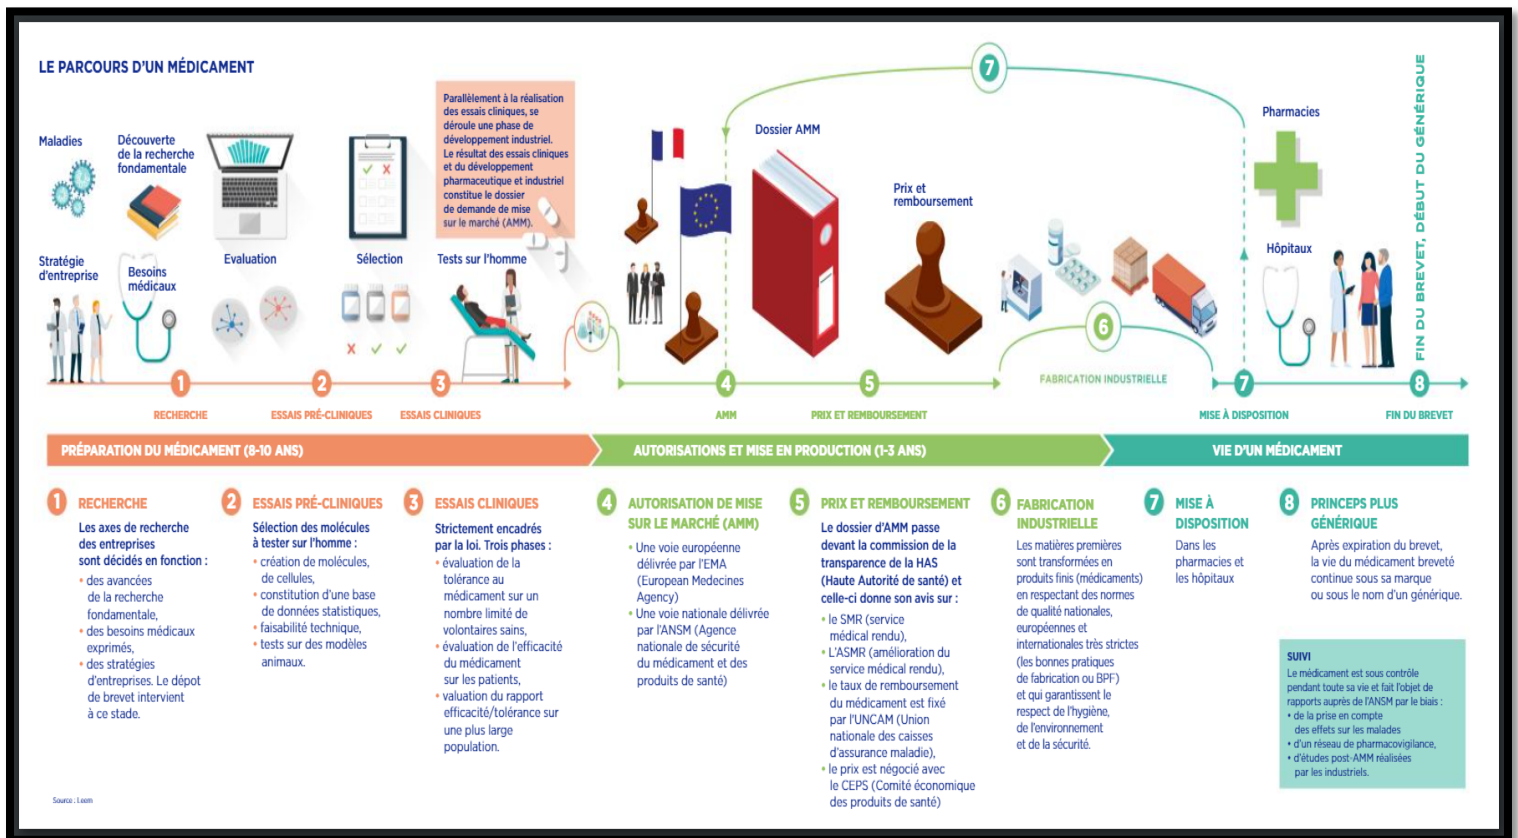 LE PARCOURS D'UN MÉDICAMENT
Maladies
Découverte
de la recherche
fondamentale
Stratégie
d'entreprise
Besoins
médicaux
Evaluation
Sélection
Parallèlement à la réalisation
des essais cliniques, se
déroule une phase de
développement industriel.
Le résultat des essais cliniques
et du développement
pharmaceutique et industriel
constitue le dossier
de demande de mise
sur le marché (AMM).
Tests sur l'homme
Dossier AMM
Prix et
remboursement
7
6
FABRICATION INDUSTRIELLE
Pharmacies
Hôpitaux
FIN DU BREVET, DÉBUT DU GÉNÉRIQUE
1
2
3
4
5
7
8
RECHERCHE
ESSAIS PRÉ-CLINIQUES
ESSAIS CLINIQUES
AMM
PRIX ET REMBOURSEMENT
MISE À DISPOSITION
FIN DU BREVET
PRÉPARATION DU MÉDICAMENT (8-10 ANS)
AUTORISATIONS ET MISE EN PRODUCTION (1-3 ANS)
VIE D'UN MÉDICAMENT
1 RECHERCHE
Les axes de recherche
des entreprises
sont décidés en fonction :
• des avancées
de la recherche
fondamentale,
• des besoins médicaux
exprimés,
• des stratégies
d'entreprises. Le dépot
de brevet intervient
à ce stade.
2 ESSAIS PRÉ-CLINIQUES
Sélection des molécules
à tester sur l'homme :
• création de molécules,
de cellules,
• constitution d'une base
de données statistiques,
• faisabilité technique,
• tests sur des modèles
animaux.
3 ESSAIS CLINIQUES
Strictement encadrés
par la loi. Trois phases :
• évaluation de la
tolérance au
médicament sur un
nombre limité de
volontaires sains,
• évaluation de l'efficacité
du médicament
sur les patients,
• valuation du rapport
efficacité/tolérance sur
une plus large
population.
4 AUTORISATION DE MISE
SUR LE MARCHÉ (AMM)
• Une voie européenne
délivrée par l'EMA
(European Medecines
Agency)
• Une voie nationale délivrée
par l'ANSM (Agence
nationale de sécurité
du médicament et des
produits de santé)
5 PRIX ET REMBOURSEMENT
Le dossier d'AMM passe
devant la commission de la
transparence de la HAS
(Haute Autorité de santé) et
celle-ci donne son avis sur :
• le SMR (service
médical rendu),
• L'ASMR (amélioration du
service médical rendu),
• le taux de remboursement
du médicament est fixé
par l'UNCAM (Union
nationale des caisses
d'assurance maladie),
• le prix est négocié avec
le CEPS (Comité économique
des produits de santé)
6 FABRICATION
INDUSTRIELLE
Les matières premières
sont transformées en
produits finis (médicaments)
en respectant des normes
de qualité nationales,
européennes et
internationales très strictes
(les bonnes pratiques
de fabrication ou BPF)
et qui garantissent le
respect de l'hygiène,
de l'environnement
et de la sécurité.
7 MISE À
DISPOSITION
Dans les
pharmacies et
les hôpitaux
8 PRINCEPS PLUS
GÉNÉRIQUE
Après expiration du brevet,
la vie du médicament breveté
continue sous sa marque
ou sous le nom d'un générique.
SUIVI
Le médicament est sous contrôle
pendant toute sa vie et fait l'objet de
rapports auprès de l'ANSM par le biais :
• de la prise en compte
des effets sur les malades
• d'un réseau de pharmacovigilance,
• d'études post-AMM réalisées
par les industriels.
Source : Leem